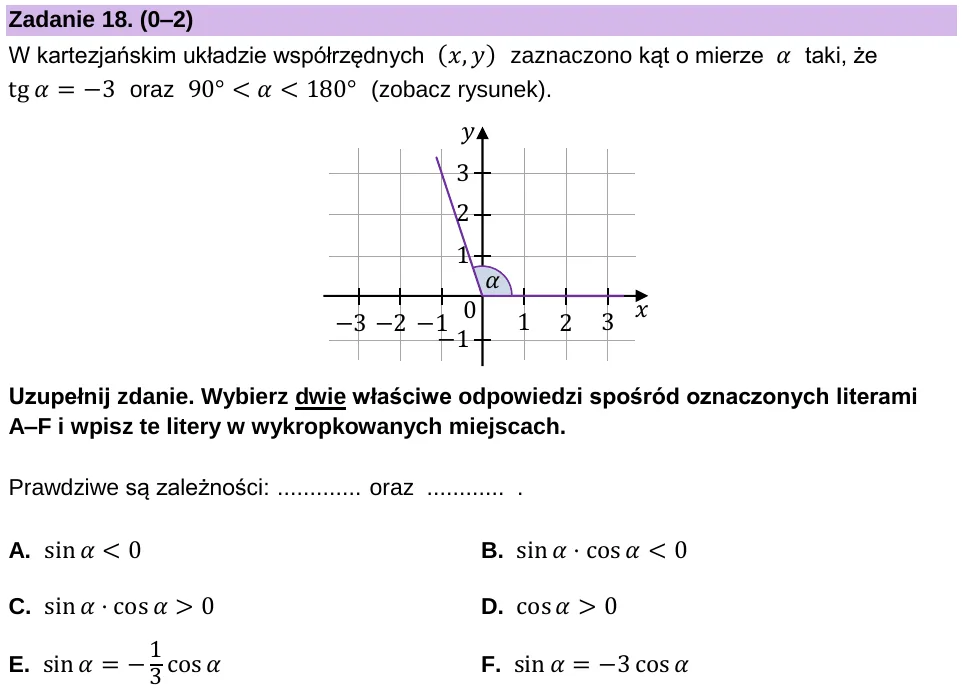 Zadanie 18. (0–2)
W kartezjańskim układzie współrzędnych (x, y) zaznaczono kąt o mierze α taki, że
tg α = −3 oraz 90° < α < 180° (zobacz rysunek).
y
3
2
1
α
0
−3 −2 −1 1 2 3 x
−1
Uzupełnij zdanie. Wybierz dwie właściwe odpowiedzi spośród oznaczonych literami
A–F i wpisz te litery w wykropkowanych miejscach.
Prawdziwe są zależności: ............. oraz ............ .
A. sin α < 0 B. sin α · cos α < 0
C. sin α · cos α > 0 D. cos α > 0
E. sin α = −1/3 cos α F. sin α = −3 cos α